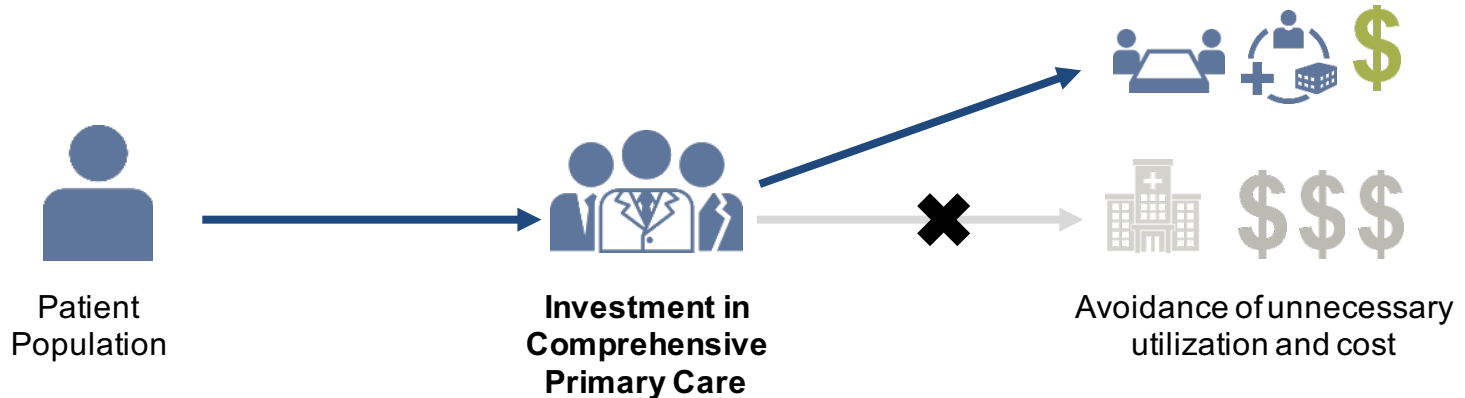 Patient
Population
Investment in
Comprehensive
Primary Care
Avoidance of unnecessary
utilization and cost
$
$$$